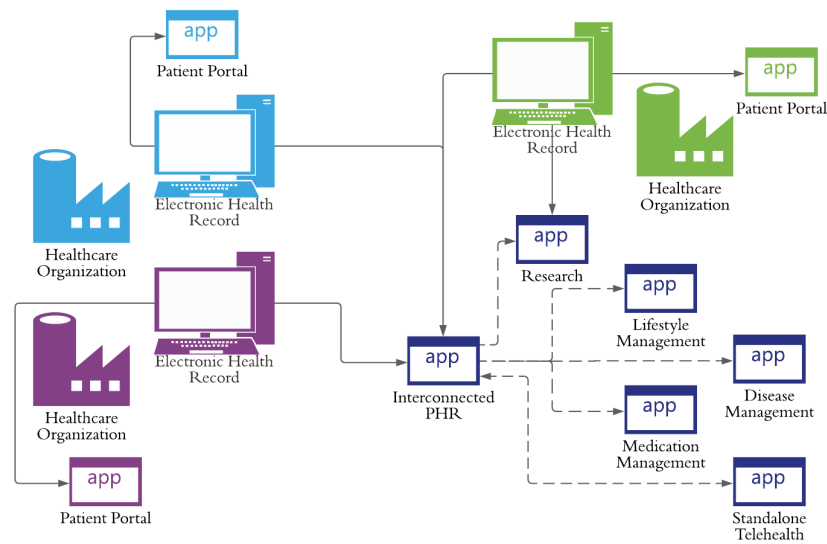 app
Patient Portal
Electronic Health
Record
Healthcare
Organization
Electronic Health
Record
app
Patient Portal
Healthcare
Organization
app
Research
Electronic Health
Record
Healthcare
Organization
app
Patient Portal
app
Interconnected
PHR
app
Lifestyle
Management
app
Disease
Management
app
Medication
Management
app
Standalone
Telehealth